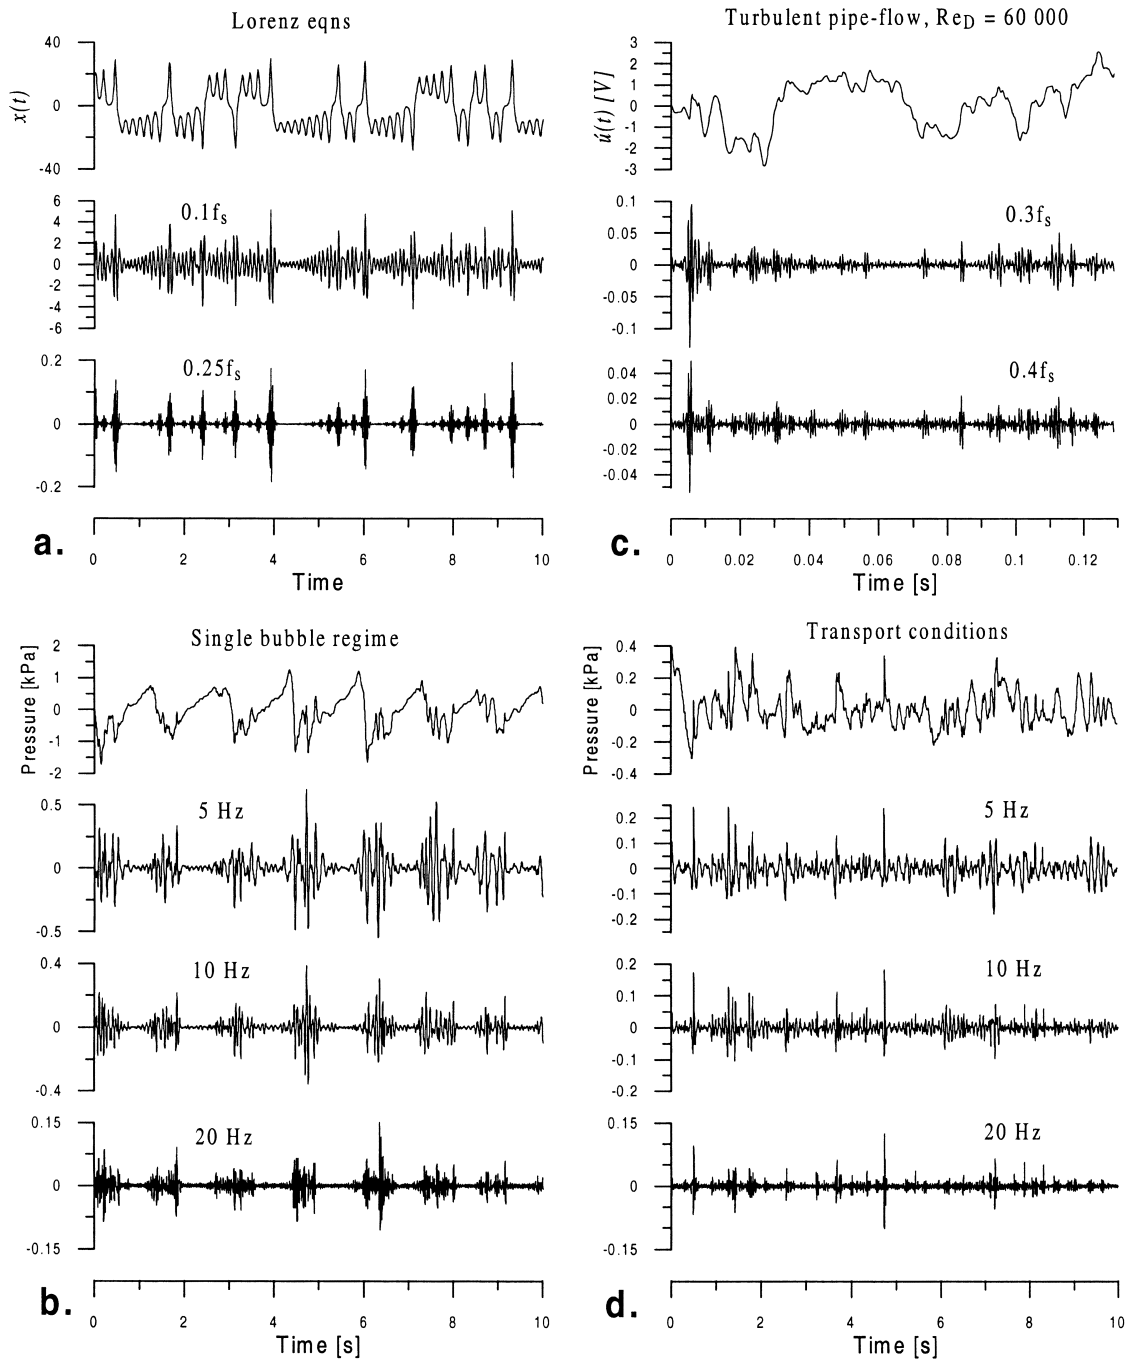 Lorenz eqns
x(t)
40
0
-40
0.1fs
6
4
2
0
-2
-4
-6
0.25fs
0.2
0
-0.2
a.
0 2 4 6 8 10
Time
Turbulent pipe-flow, ReD = 60 000
ú(t) [V]
3
2
1
0
-1
-2
-3
0.3fs
0.1
0.05
0
-0.05
-0.1
0.4fs
0.04
0.02
0
-0.02
-0.04
c.
0 0.02 0.04 0.06 0.08 0.1 0.12
Time [s]
Single bubble regime
Pressure [kPa]
2
1
0
-1
-2
5 Hz
0.5
0
-0.5
10 Hz
0.4
0
-0.4
20 Hz
0.15
0
-0.15
b.
0 2 4 6 8 10
Time [s]
Transport conditions
Pressure [kPa]
0.4
0.2
0
-0.2
-0.4
5 Hz
0.2
0.1
0
-0.1
-0.2
10 Hz
0.2
0.1
0
-0.1
-0.2
20 Hz
0.15
0
-0.15
d.
0 2 4 6 8 10
Time [s]